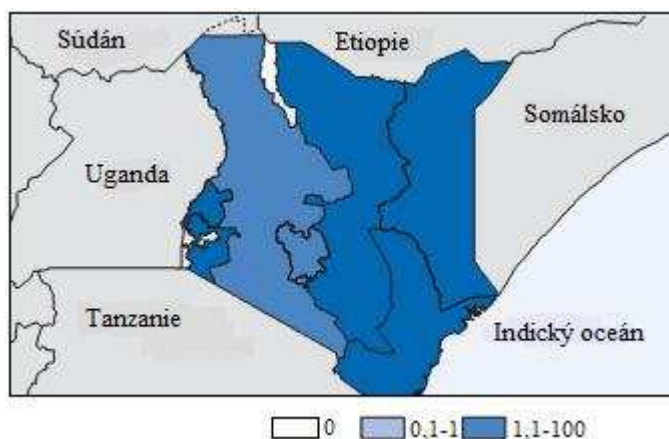 Súdán
Etiopie
Somálsko
Uganda
Tanzanie
Indický oceán
0
0,1-1
1,1-100